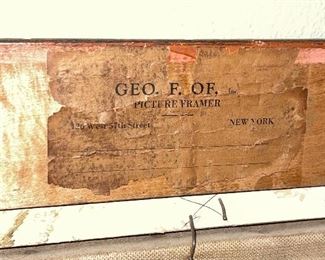 GEO. F. OF, Inc
PICTURE FRAMER
126 West 57th Street NEW YORK